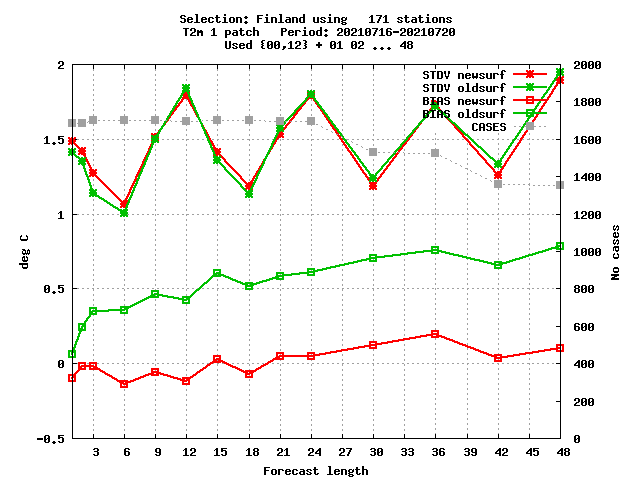 Selection: Finland using   171 stations
T2m 1 patch   Period: 20210716-20210720
Used {00,12} + 01 02 ... 48
2
1.5
1
0.5
0
-0.5
deg C
2000
1800
1600
1400
1200
1000
800
600
400
200
0
No cases
STDV newsurf
STDV oldsurf
BIAS newsurf
BIAS oldsurf
CASES
3 6 9 12 15 18 21 24 27 30 33 36 39 42 45 48
Forecast length